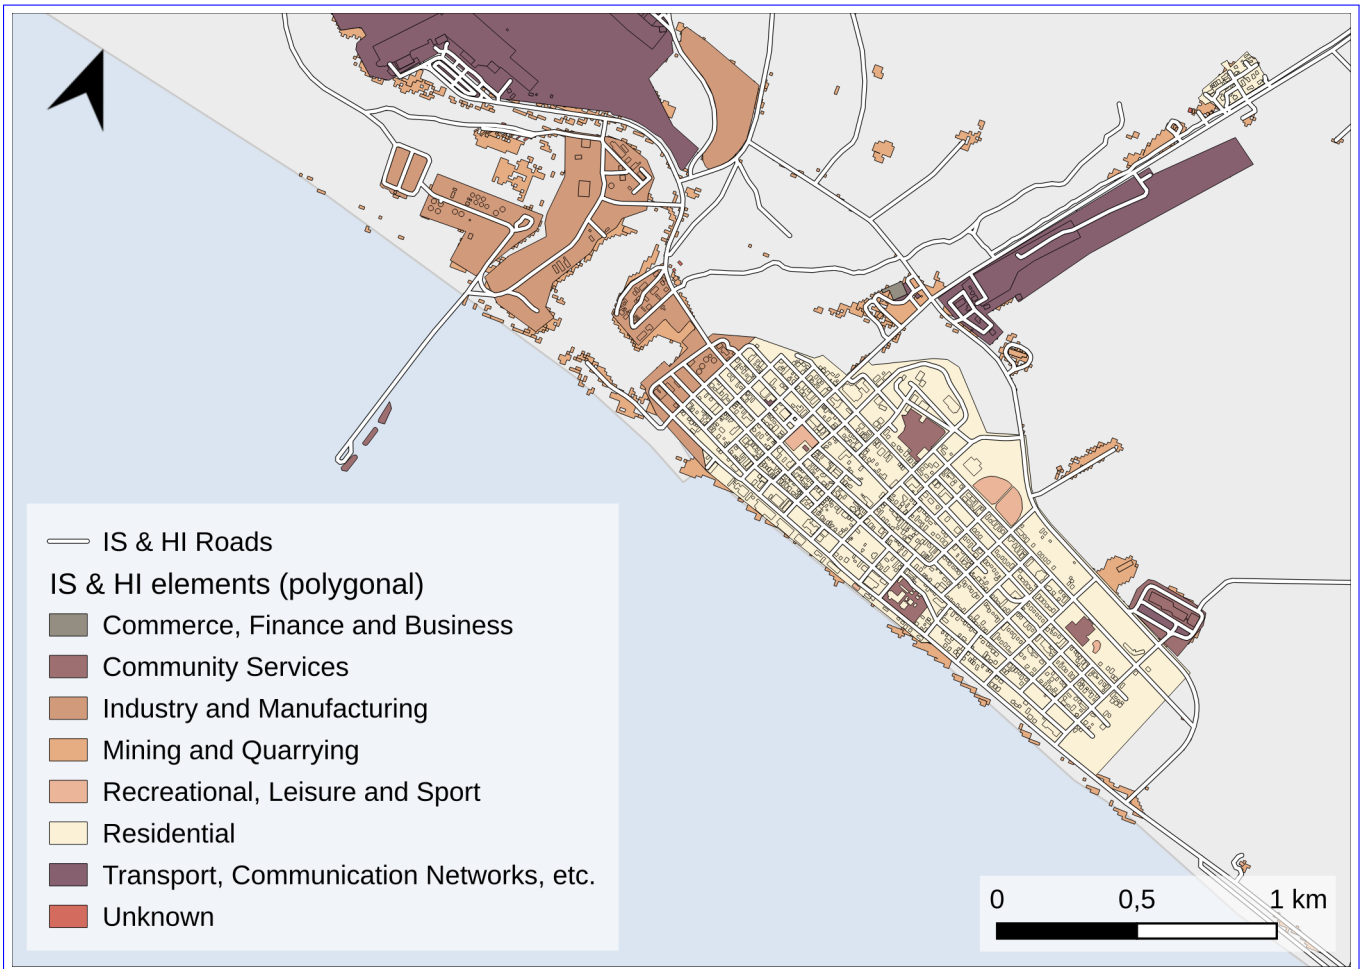 IS & HI Roads
IS & HI elements (polygonal)
Commerce, Finance and Business
Community Services
Industry and Manufacturing
Mining and Quarrying
Recreational, Leisure and Sport
Residential
Transport, Communication Networks, etc.
Unknown
0 0,5 1 km